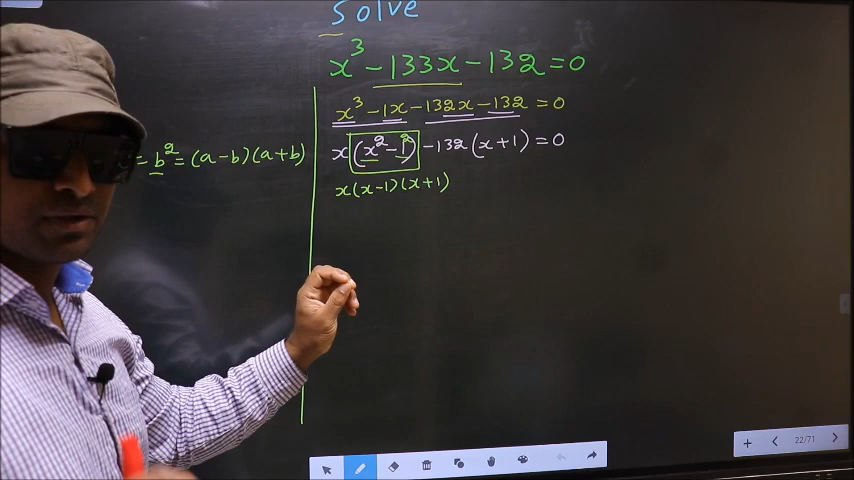 Solve
x³ - 133x - 132 = 0
x³ - 1x - 132x - 132 = 0
x (x² - 1²) - 132 (x + 1) = 0
= b² = (a - b)(a + b)
x (x - 1) (x + 1)
22/71